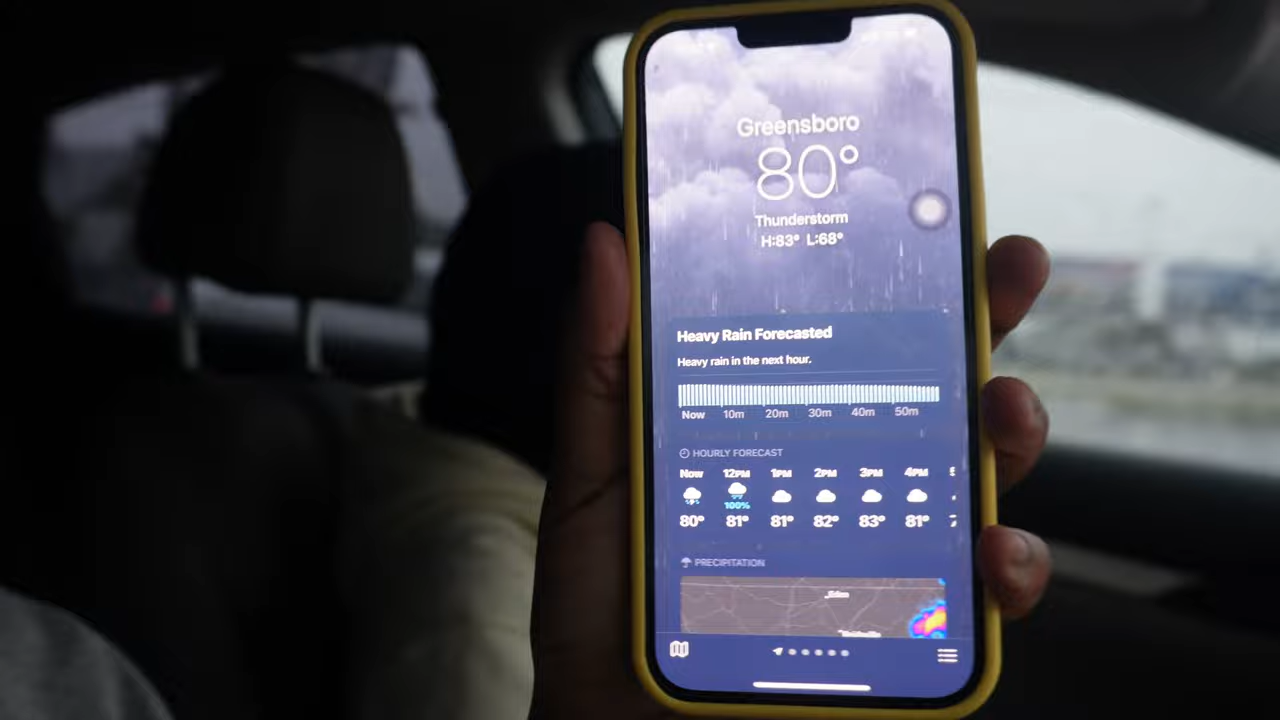 Greensboro
80°
Thunderstorm
H:83° L:68°
Heavy Rain Forecasted
Heavy rain in the next hour.
Now 10m 20m 30m 40m 50m
HOURLY FORECAST
Now 12PM 1PM 2PM 3PM 4PM
100%
80° 81° 81° 82° 83° 81°
PRECIPITATION
Eden